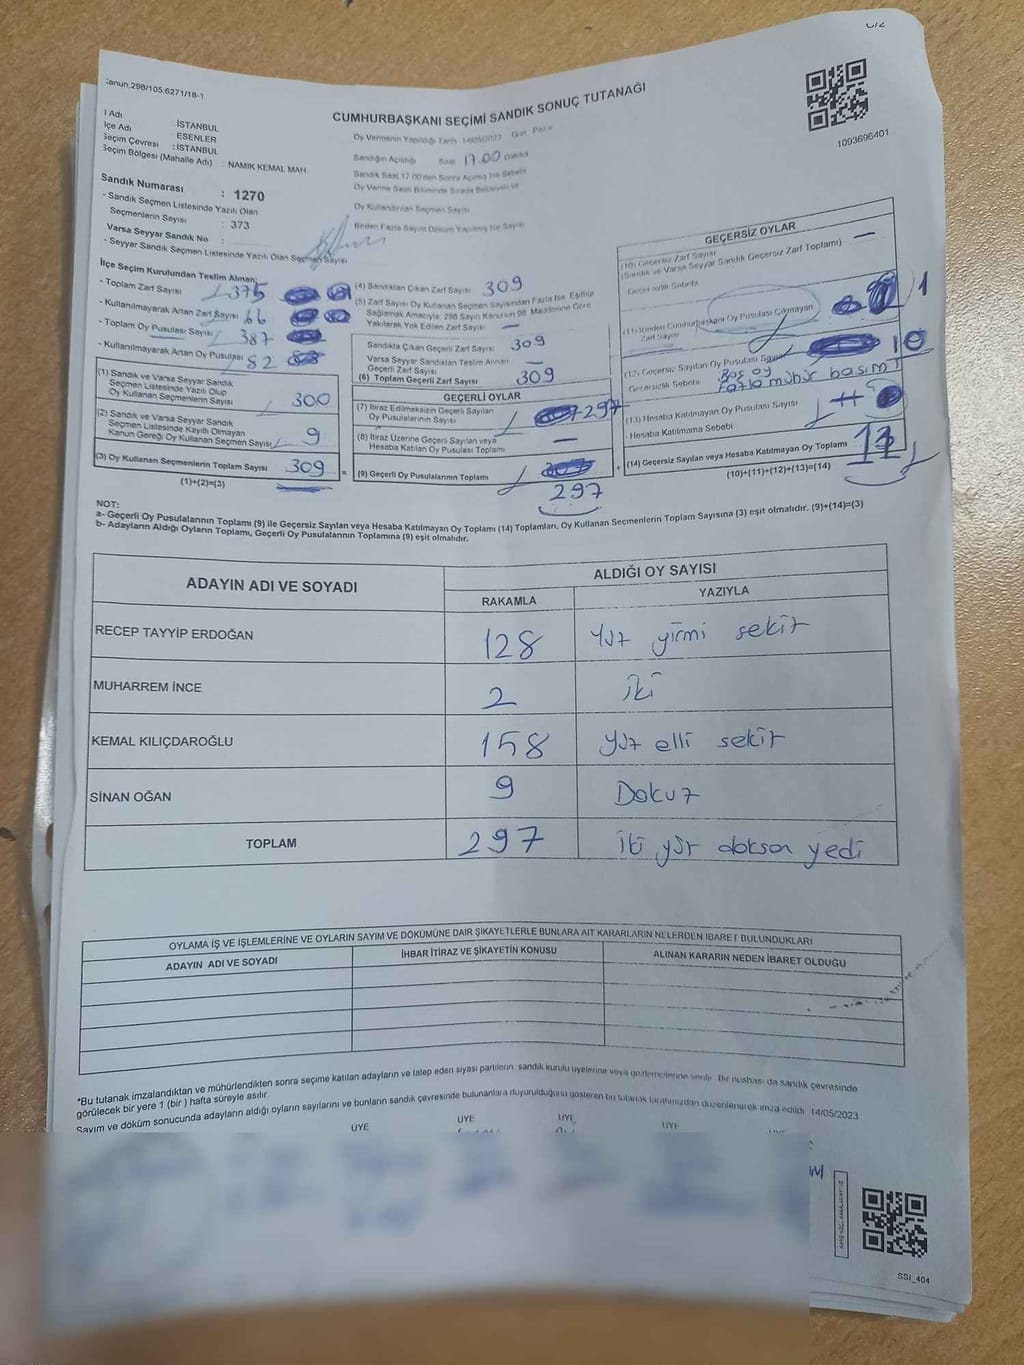 Kanun:298/105,6271/18-1
CUMHURBAŞKANI SEÇİMİ SANDIK SONUÇ TUTANAĞI
1093696401
İl Adı : İSTANBUL
İlçe Adı : ESENLER
Seçim Çevresi : İSTANBUL
Seçim Bölgesi (Mahalle Adı) : NAMIK KEMAL MAH.
Sandık Numarası : 1270
- Sandık Seçmen Listesinde Yazılı Olan
Seçmenlerin Sayısı : 373
Varsa Seyyar Sandık No :
- Seyyar Sandık Seçmen Listesinde Yazılı Olan Seçmen Sayısı
Oy Vermenin Yapıldığı Tarih 14/05/2023 Gün Pazar
Sandığın Açıldığı Saat 17.00 Dakika
Sandık Saat 17.00'den Sonra Açılmış İse Sebebi
Oy Verme Saati Bitiminde Sırada Bekleyen ve
Oy Kullandırılan Seçmen Sayısı
Birden Fazla Sayım Döküm Yapılmış İse Sayısı
İlçe Seçim Kurulundan Teslim Alınan;
- Toplam Zarf Sayısı 375
- Kullanılmayarak Artan Zarf Sayısı 66
- Toplam Oy Pusulası Sayısı 387
- Kullanılmayarak Artan Oy Pusulası 82
(1) Sandık ve Varsa Seyyar Sandık
Seçmen Listesinde Yazılı Olup
Oy Kullanan Seçmenlerin Sayısı 300
(2) Sandık ve Varsa Seyyar Sandık
Seçmen Listesinde Kayıtlı Olmayan
Kanun Gereği Oy Kullanan Seçmen Sayısı 9
(3) Oy Kullanan Seçmenlerin Toplam Sayısı 309 =
(1)+(2)=(3)
(4) Sandıktan Çıkan Zarf Sayısı 309
(5) Zarf Sayısı Oy Kullanan Seçmen Sayısından Fazla İse, Eşitliği
Sağlamak Amacıyla, 298 Sayılı Kanunun 98. Maddesine Göre
Yakılarak Yok Edilen Zarf Sayısı —
Sandıkta Çıkan Geçerli Zarf Sayısı 309
Varsa Seyyar Sandıktan Teslim Alınan
Geçerli Zarf Sayısı —
(6) Toplam Geçerli Zarf Sayısı 309
GEÇERLİ OYLAR
(7) İtiraz Edilmeksizin Geçerli Sayılan
Oy Pusulalarının Sayısı 297
(8) İtiraz Üzerine Geçerli Sayılan veya
Hesaba Katılan Oy Pusulası Toplamı —
(9) Geçerli Oy Pusulalarının Toplamı +
297
GEÇERSİZ OYLAR
(10) Geçersiz Zarf Sayısı —
(Sandık ve Varsa Seyyar Sandık Geçersiz Zarf Toplamı)
Geçersizlik Sebebi
(11) İçinden Cumhurbaşkanı Oy Pusulası Çıkmayan 1
Zarf Sayısı
(12) Geçersiz Sayılan Oy Pusulası Sayısı 10
Geçersizlik Sebebi Boş oy
Fazla mühür basımı
(13) Hesaba Katılmayan Oy Pusulası Sayısı
Hesaba Katılmama Sebebi
(14) Geçersiz Sayılan veya Hesaba Katılmayan Oy Toplamı
(10)+(11)+(12)+(13)=(14)
NOT:
a- Geçerli Oy Pusulalarının Toplamı (9) ile Geçersiz Sayılan veya Hesaba Katılmayan Oy Toplamı (14) Toplamları, Oy Kullanan Seçmenlerin Toplam Sayısına (3) eşit olmalıdır. (9)+(14)=(3)
b- Adayların Aldığı Oyların Toplamı, Geçerli Oy Pusulalarının Toplamına (9) eşit olmalıdır.
ADAYIN ADI VE SOYADI
ALDIĞI OY SAYISI
RAKAMLA YAZIYLA
RECEP TAYYİP ERDOĞAN 128 Yüz yirmi sekiz
MUHARREM İNCE 2 iki
KEMAL KILIÇDAROĞLU 158 Yüz elli sekiz
SİNAN OĞAN 9 Dokuz
TOPLAM 297 iki yüz doksan yedi
OYLAMA İŞ VE İŞLEMLERİNE VE OYLARIN SAYIM VE DÖKÜMÜNE DAİR ŞİKAYETLERLE BUNLARA AİT KARARLARIN NELERDEN İBARET BULUNDUKLARI
ADAYIN ADI VE SOYADI İHBAR İTİRAZ VE ŞİKAYETİN KONUSU ALINAN KARARIN NEDEN İBARET OLDUĞU
*Bu tutanak imzalandıktan ve mühürlendikten sonra seçime katılan adayların ve talep eden siyasi partilerin sandık kurulu üyelerine veya gözlemcilerine verilir. Bir nüshası da sandık çevresinde
görülecek bir yere 1 (bir) hafta süreyle asılır.
Sayım ve döküm sonucunda adayların aldığı oyların sayılarını ve bunların sandık çevresinde bulunanlara duyurulduğunu gösteren bu tutanak tarafımızdan düzenlenerek imza edildi. 14/05/2023
ÜYE ÜYE ÜYE ÜYE
SSI_404